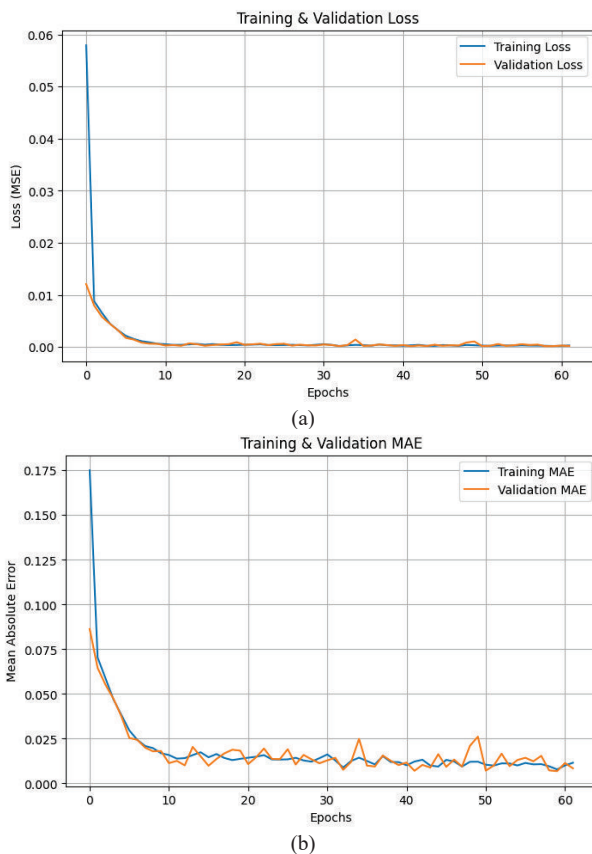 Training & Validation Loss
Training Loss
Validation Loss
Loss (MSE)
0.06
0.05
0.04
0.03
0.02
0.01
0.00
0 10 20 30 40 50 60
Epochs
(a)
Training & Validation MAE
Training MAE
Validation MAE
Mean Absolute Error
0.175
0.150
0.125
0.100
0.075
0.050
0.025
0.000
0 10 20 30 40 50 60
Epochs
(b)